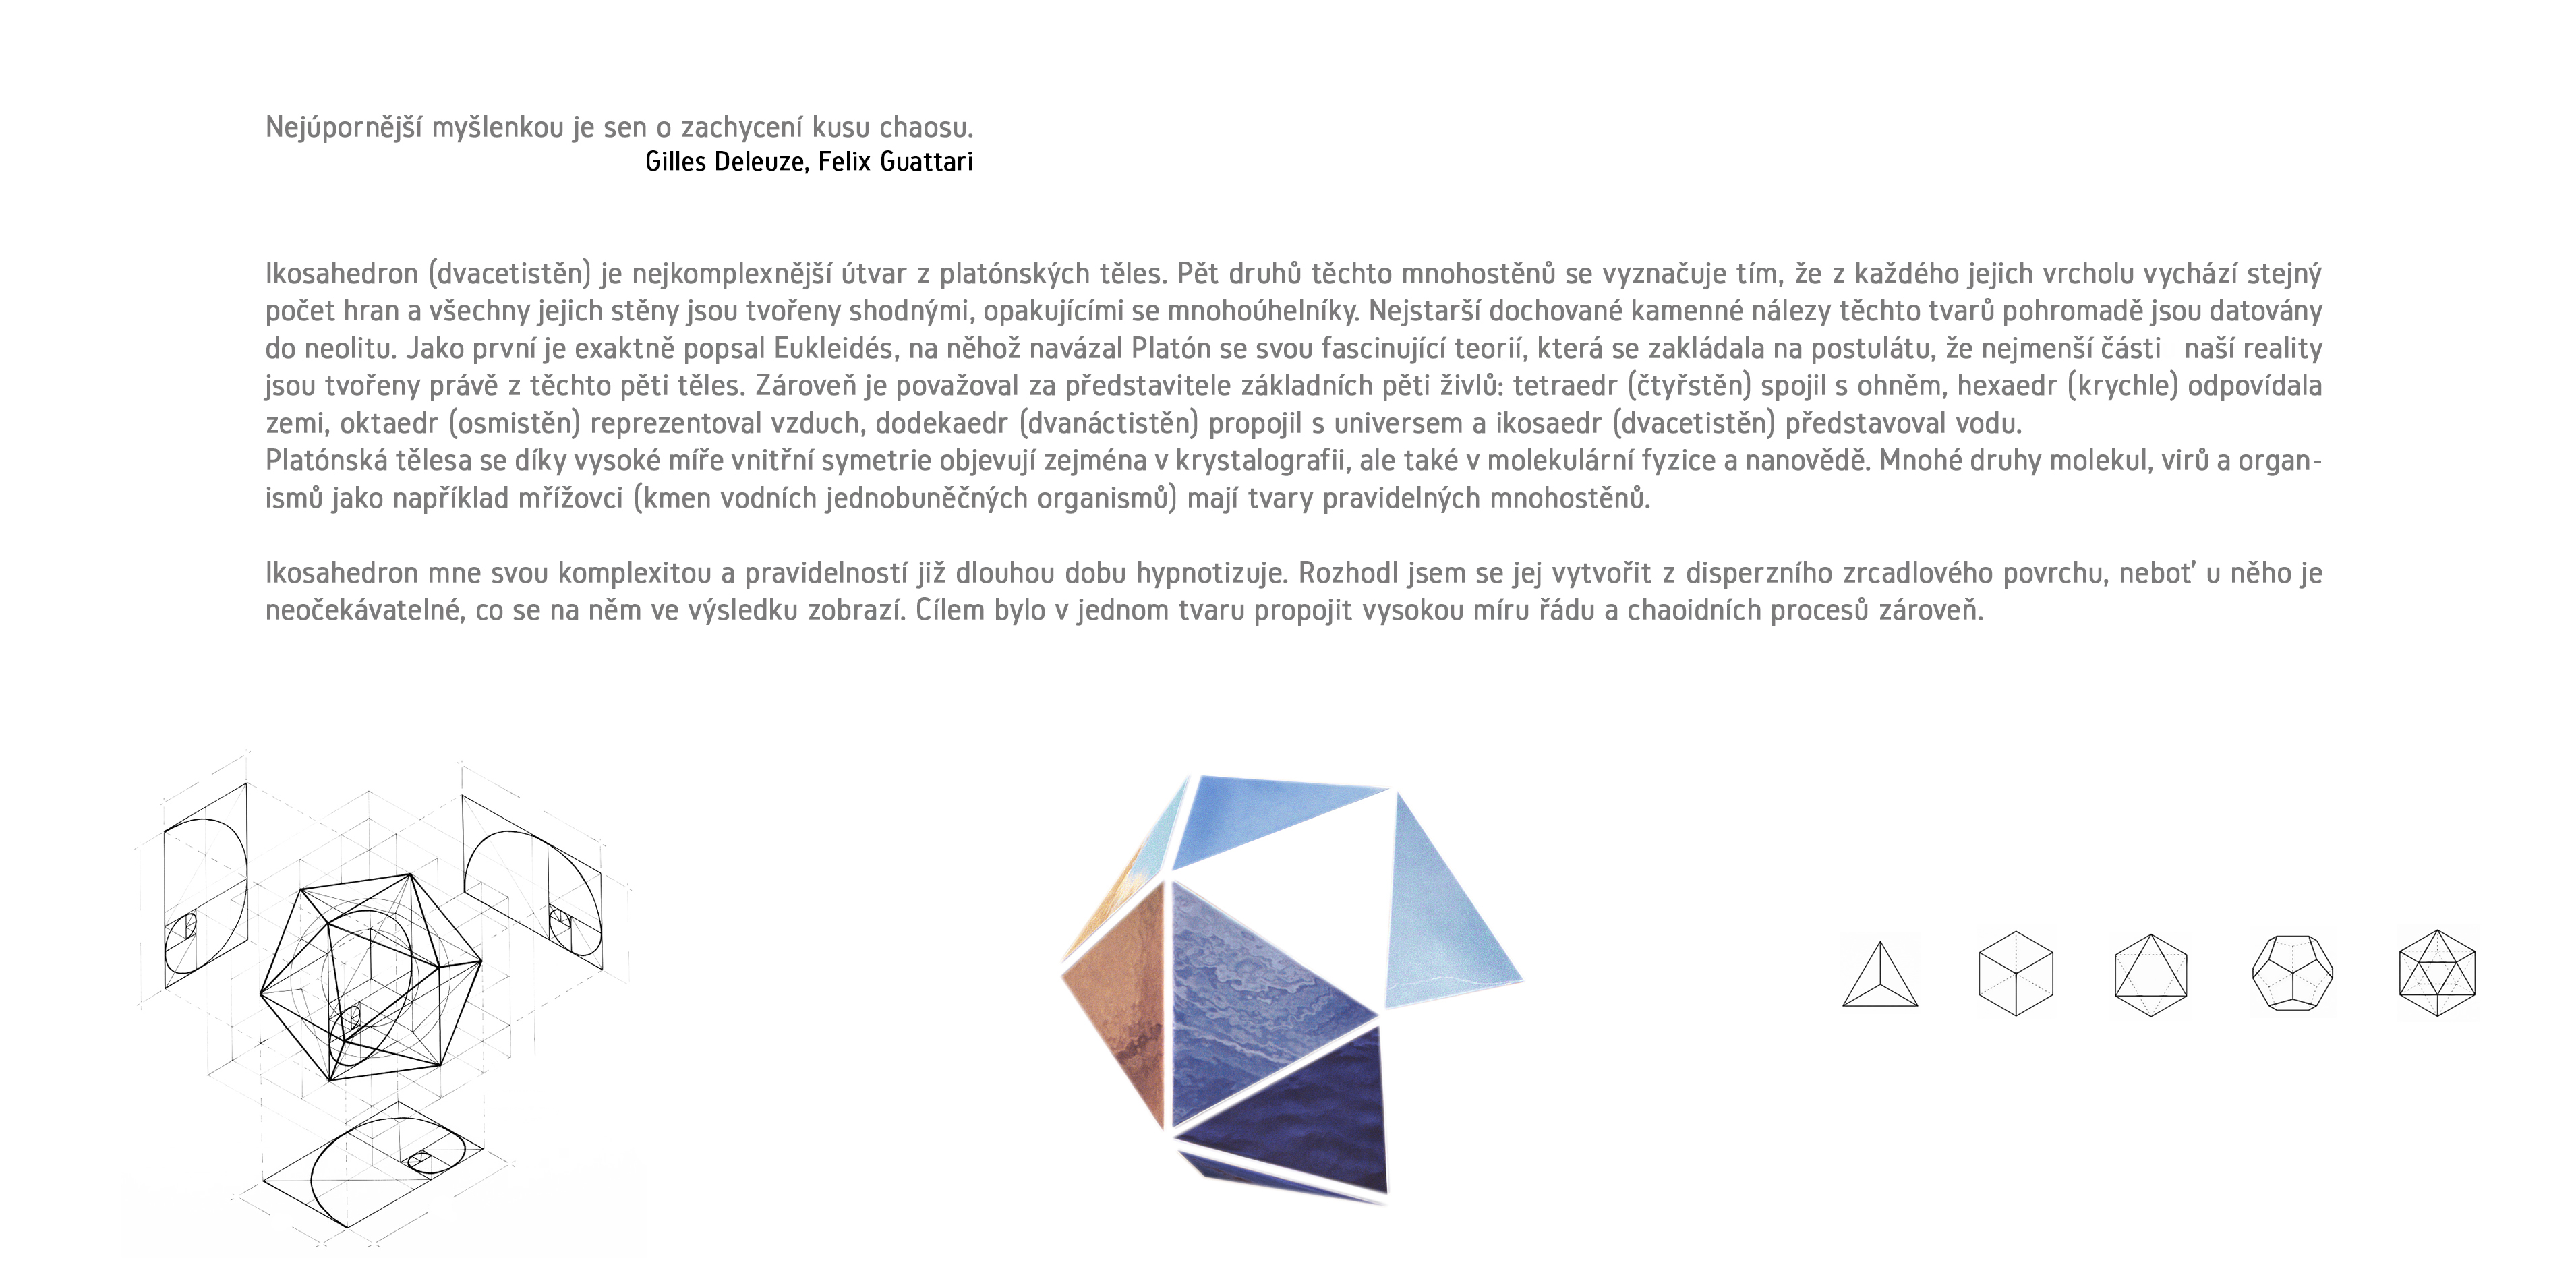 Nejúpornější myšlenkou je sen o zachycení kusu chaosu.
Gilles Deleuze, Felix Guattari
Ikosahedron (dvacetistěn) je nejkomplexnější útvar z platónských těles. Pět druhů těchto mnohostěnů se vyznačuje tím, že z každého jejich vrcholu vychází stejný
počet hran a všechny jejich stěny jsou tvořeny shodnými, opakujícími se mnohoúhelníky. Nejstarší dochované kamenné nálezy těchto tvarů pohromadě jsou datovány
do neolitu. Jako první je exaktně popsal Eukleidés, na něhož navázal Platón se svou fascinující teorií, která se zakládala na postulátu, že nejmenší části   naší reality
jsou tvořeny právě z těchto pěti těles. Zároveň je považoval za představitele základních pěti živlů: tetraedr (čtyřstěn) spojil s ohněm, hexaedr (krychle) odpovídala
zemi, oktaedr (osmistěn) reprezentoval vzduch, dodekaedr (dvanáctistěn) propojil s universem a ikosaedr (dvacetistěn) představoval vodu.
Platónská tělesa se díky vysoké míře vnitřní symetrie objevují zejména v krystalografii, ale také v molekulární fyzice a nanovědě. Mnohé druhy molekul, virů a organ-
ismů jako například mřížovci (kmen vodních jednobuněčných organismů) mají tvary pravidelných mnohostěnů.
Ikosahedron mne svou komplexitou a pravidelností již dlouhou dobu hypnotizuje. Rozhodl jsem se jej vytvořit z disperzního zrcadlového povrchu, neboť u něho je
neočekávatelné, co se na něm ve výsledku zobrazí. Cílem bylo v jednom tvaru propojit vysokou míru řádu a chaoidních procesů zároveň.